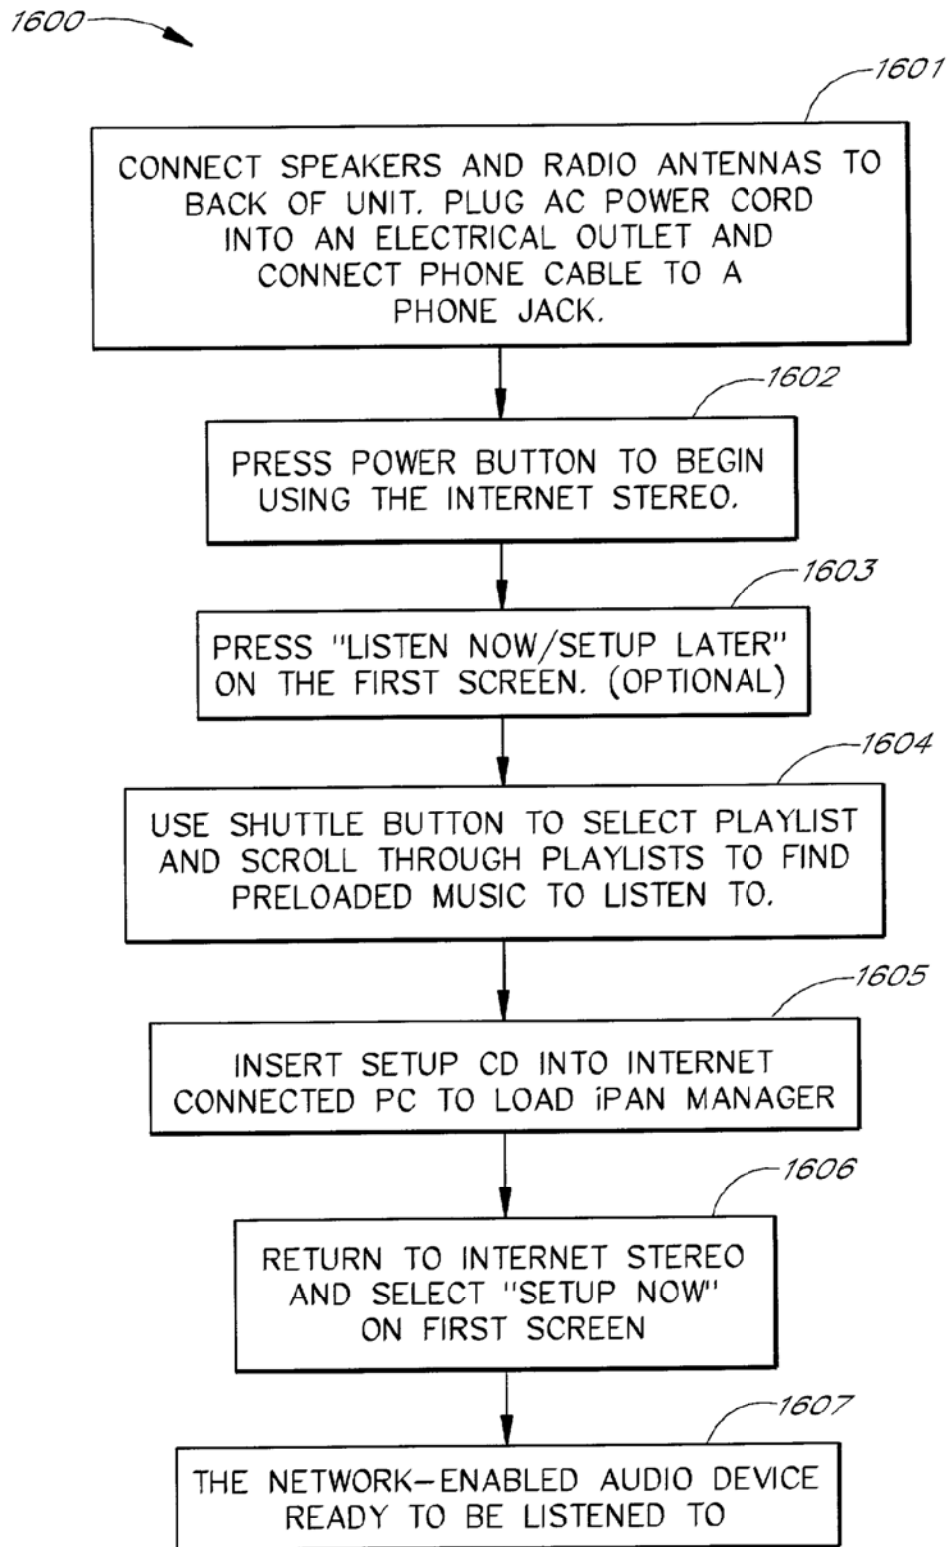 1600
1601
CONNECT SPEAKERS AND RADIO ANTENNAS TO
BACK OF UNIT. PLUG AC POWER CORD
INTO AN ELECTRICAL OUTLET AND
CONNECT PHONE CABLE TO A
PHONE JACK.
1602
PRESS POWER BUTTON TO BEGIN
USING THE INTERNET STEREO.
1603
PRESS "LISTEN NOW/SETUP LATER"
ON THE FIRST SCREEN. (OPTIONAL)
1604
USE SHUTTLE BUTTON TO SELECT PLAYLIST
AND SCROLL THROUGH PLAYLISTS TO FIND
PRELOADED MUSIC TO LISTEN TO.
1605
INSERT SETUP CD INTO INTERNET
CONNECTED PC TO LOAD iPAN MANAGER
1606
RETURN TO INTERNET STEREO
AND SELECT "SETUP NOW"
ON FIRST SCREEN
1607
THE NETWORK-ENABLED AUDIO DEVICE
READY TO BE LISTENED TO